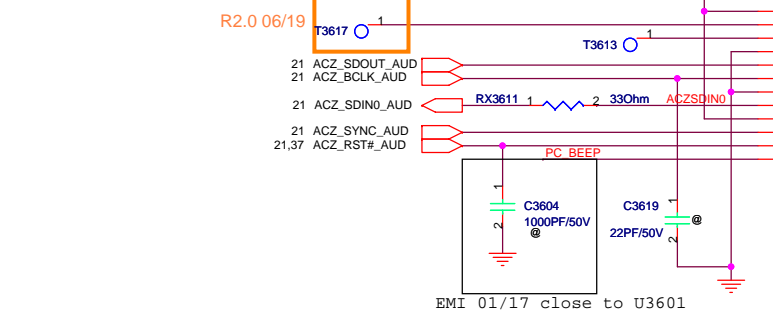 R2.0 06/19
T3617 1
T3613 1
21 ACZ_SDOUT_AUD
21 ACZ_BCLK_AUD
21 ACZ_SDIN0_AUD RX3611 1 2 33Ohm ACZSDIN0
21 ACZ_SYNC_AUD
21,37 ACZ_RST#_AUD
PC_BEEP
1 C3604 1000PF/50V @ 2
1 C3619 22PF/50V @ 2
EMI 01/17 close to U3601